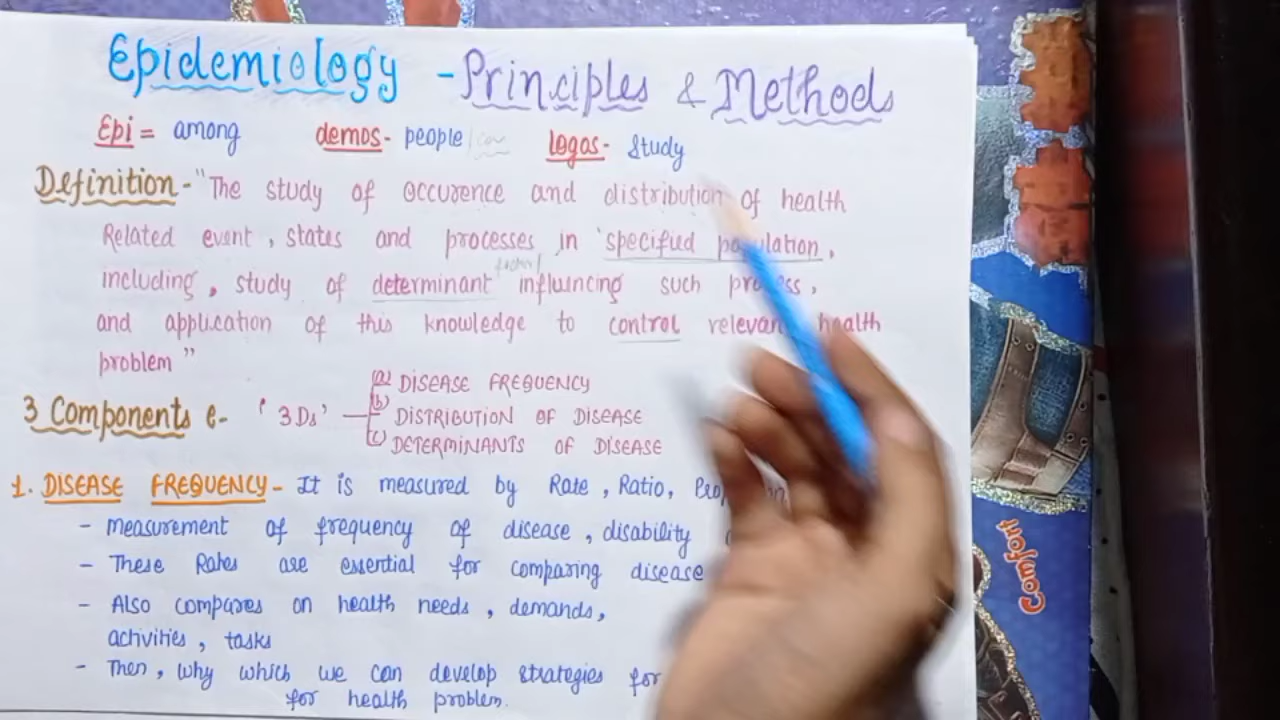 Epidemiology - Principles & Methods
Epi = among demos - people / logos - Study
Definition - "The study of occurence and distribution of health
Related event, states and processes in 'specified population,
including, study of determinant influencing such process,
and application of this knowledge to control relevant health
problem"
3 Components e- '3Ds'
(a) DISEASE FREQUENCY
(b) DISTRIBUTION OF DISEASE
(c) DETERMINANTS OF DISEASE
1. DISEASE FREQUENCY - It is measured by Rate, Ratio,
- measurement of frequency of disease, disability
- These Rates are essential for comparing disease
- Also compares on health needs, demands,
activities, tasks
- Then, why which we can develop strategies for
for health problem.
Comfort